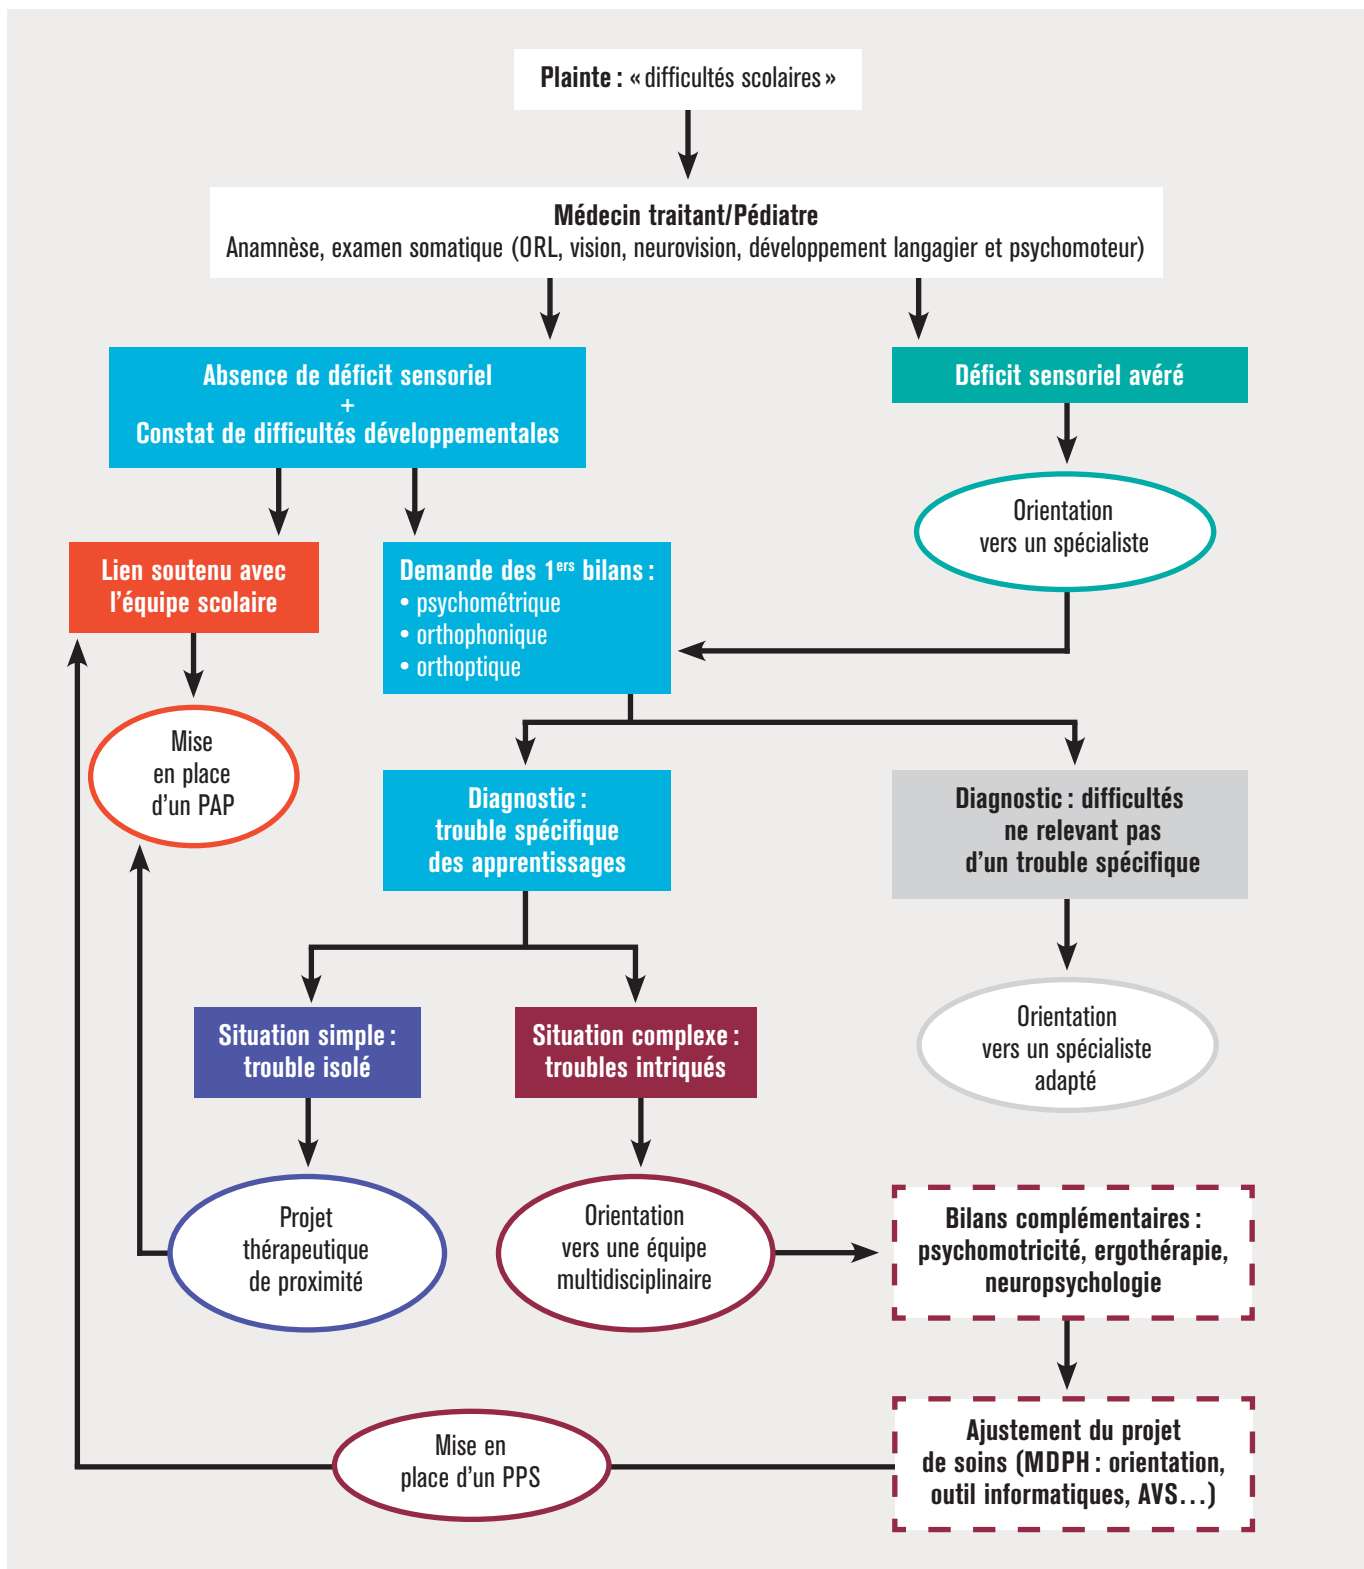 Plainte : « difficultés scolaires »
Médecin traitant/Pédiatre
Anamnèse, examen somatique (ORL, vision, neurovision, développement langagier et psychomoteur)
Absence de déficit sensoriel
+
Constat de difficultés développementales
Déficit sensoriel avéré
Orientation
vers un spécialiste
Lien soutenu avec
l’équipe scolaire
Demande des 1ers bilans :
• psychométrique
• orthophonique
• orthoptique
Mise
en place
d’un PAP
Diagnostic :
trouble spécifique
des apprentissages
Diagnostic : difficultés
ne relevant pas
d’un trouble spécifique
Situation simple :
trouble isolé
Situation complexe :
troubles intriqués
Orientation
vers un spécialiste
adapté
Projet
thérapeutique
de proximité
Orientation
vers une équipe
multidisciplinaire
Bilans complémentaires :
psychomotricité, ergothérapie,
neuropsychologie
Mise en
place d’un PPS
Ajustement du projet
de soins (MDPH : orientation,
outil informatiques, AVS…)